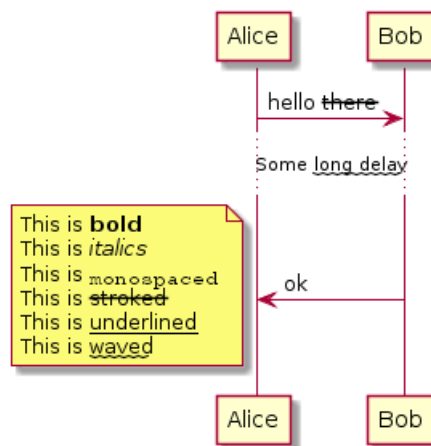 Alice Bob
hello there
Some long delay
This is bold
This is italics
This is monospaced
This is stroked
This is underlined
This is waved
ok
Alice Bob